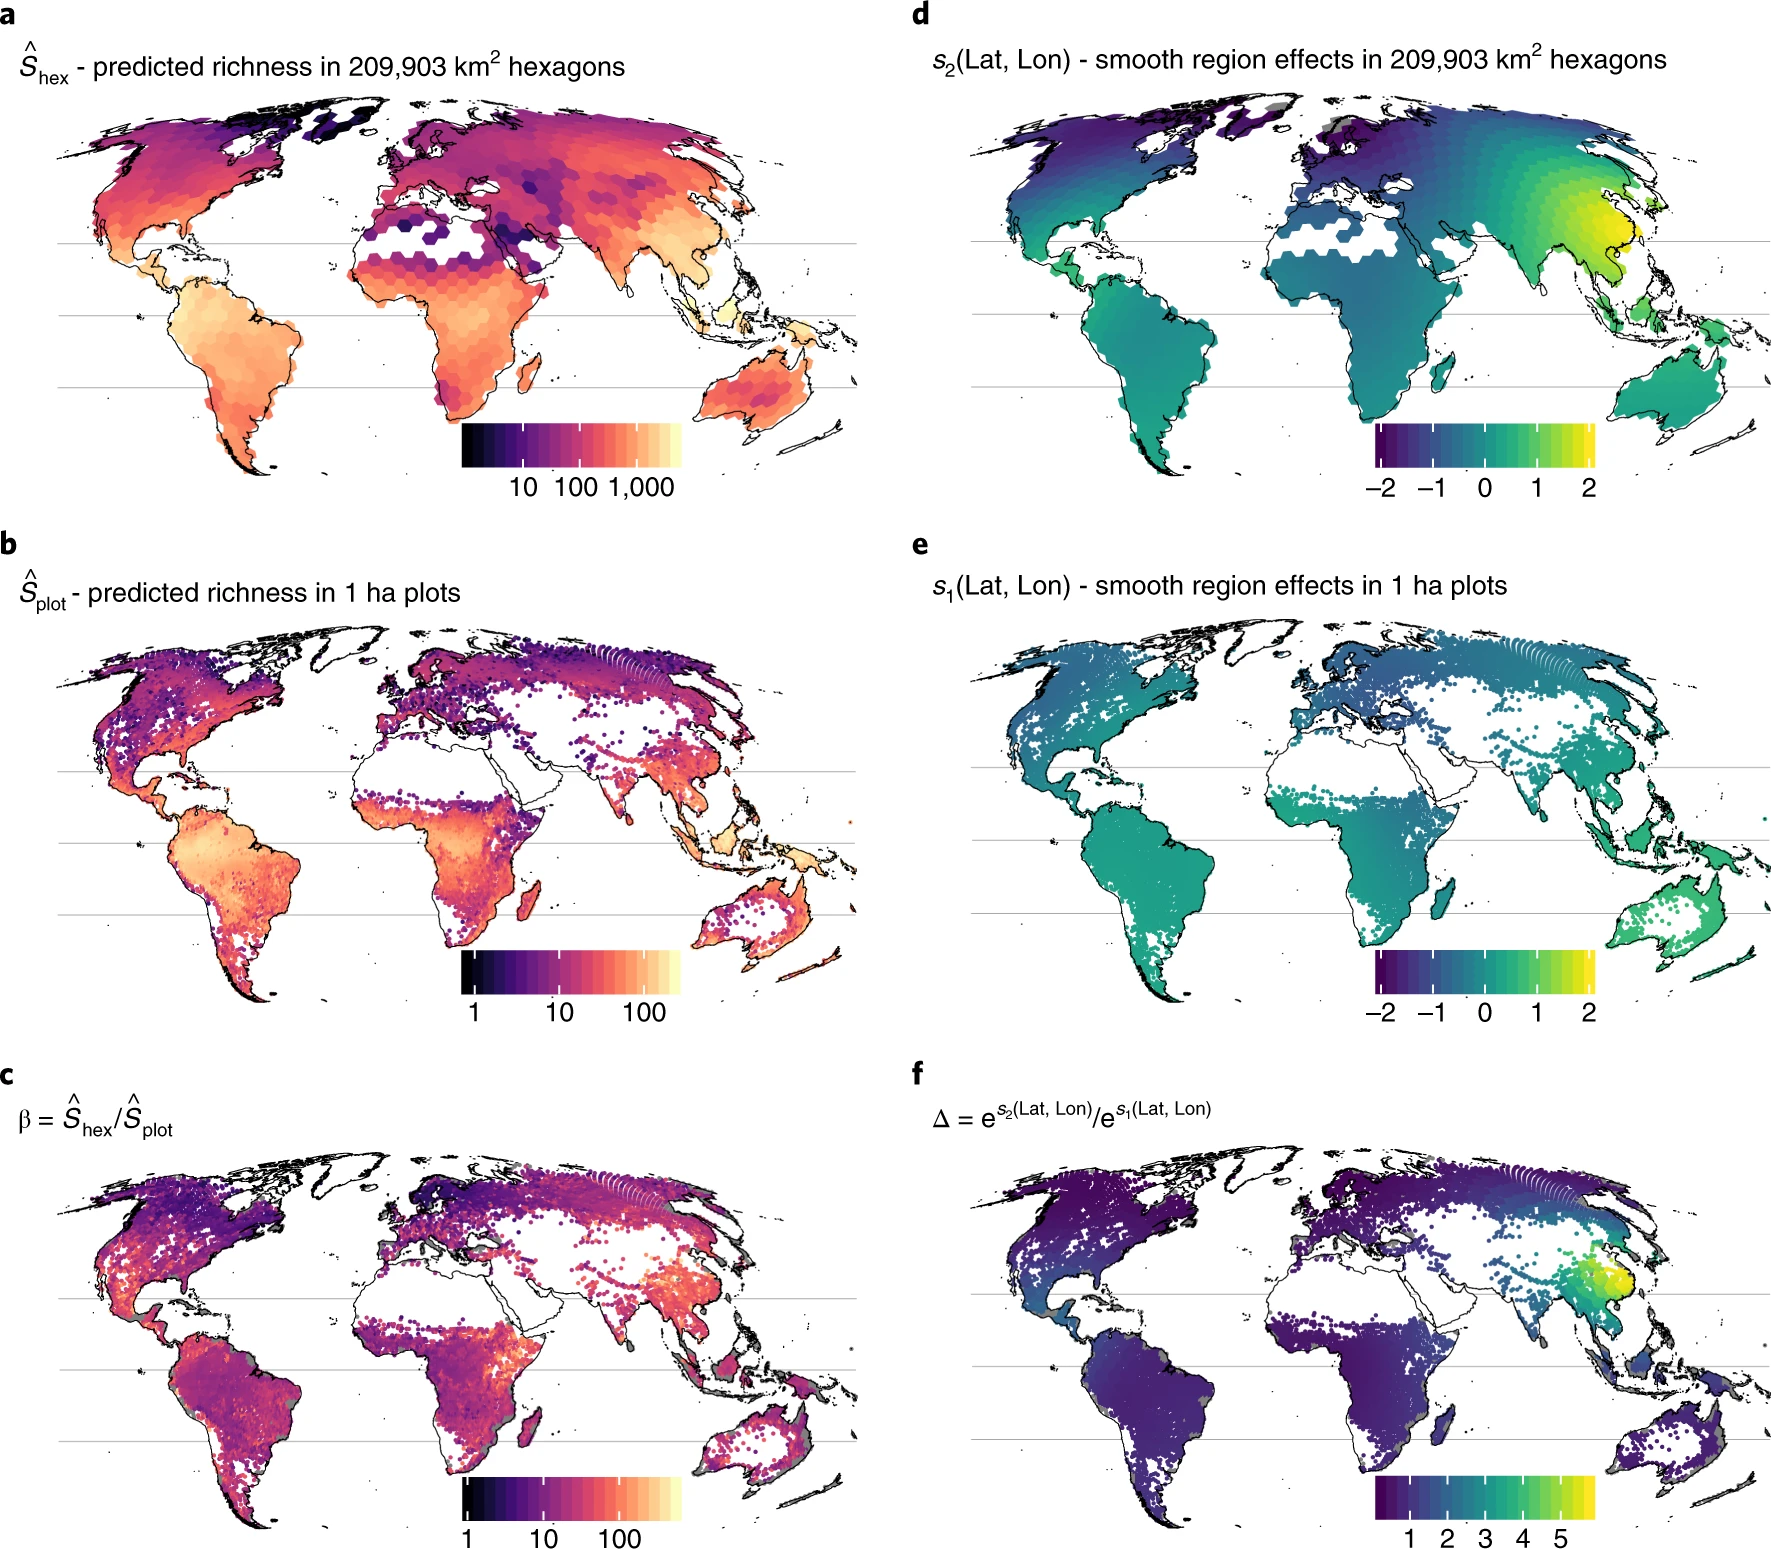 a
Ŝhex - predicted richness in 209,903 km² hexagons
10 100 1,000
b
Ŝplot - predicted richness in 1 ha plots
1 10 100
c
β = Ŝhex/Ŝplot
1 10 100
d
s₂(Lat, Lon) - smooth region effects in 209,903 km² hexagons
–2 –1 0 1 2
e
s₁(Lat, Lon) - smooth region effects in 1 ha plots
–2 –1 0 1 2
f
Δ = e^s₂(Lat, Lon)/e^s₁(Lat, Lon)
1 2 3 4 5